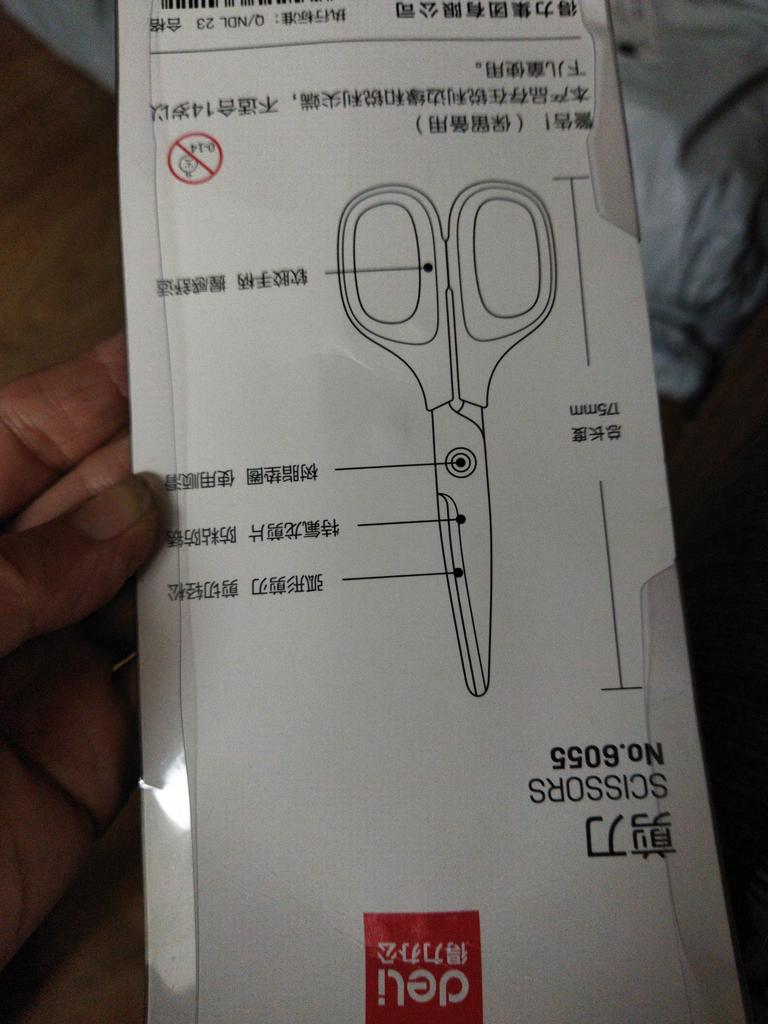 deli
得力办公
剪刀
SCISSORS
No.6055
弧形剪刃 剪切轻松
特氟龙剪片 防粘防锈
树脂垫圈 使用顺滑
总长度
175mm
软胶手柄 握感舒适
0-14
警告！（保留备用）
本产品存在锐利边缘和锐利尖端，不适合14岁以
下儿童使用。
得力集团有限公司
执行标准：Q/NDL 23 合格